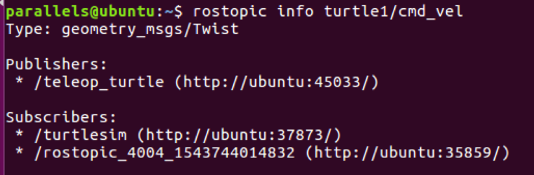 parallels@ubuntu:~$ rostopic info turtle1/cmd_vel
Type: geometry_msgs/Twist
Publishers:
* /teleop_turtle (http://ubuntu:45033/)
Subscribers:
* /turtlesim (http://ubuntu:37873/)
* /rostopic_4004_1543744014832 (http://ubuntu:35859/)